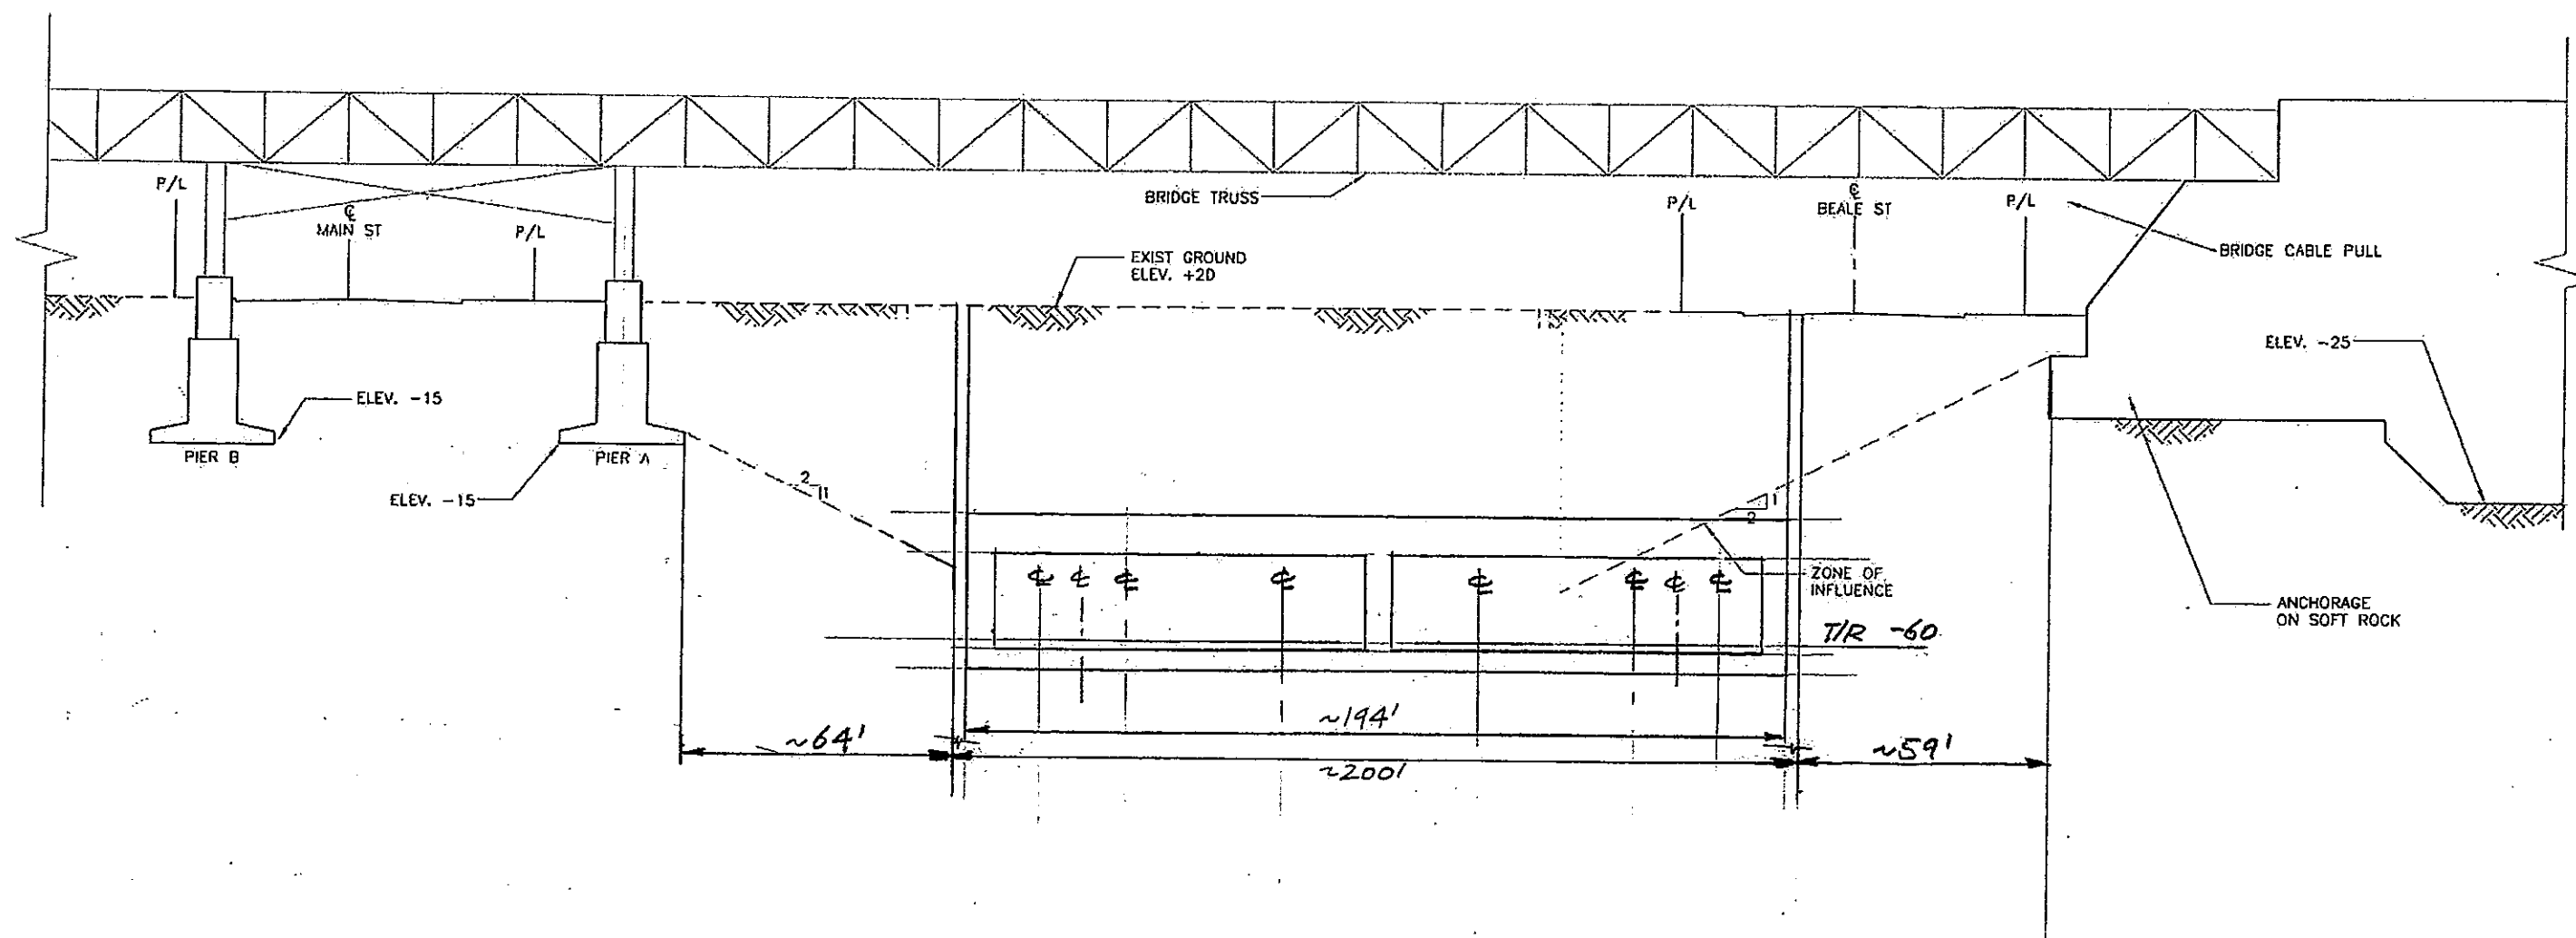 P/L
℄
MAIN ST
P/L
BRIDGE TRUSS
P/L
℄
BEALE ST
P/L
BRIDGE CABLE PULL
EXIST GROUND
ELEV. +20
ELEV. -25
ELEV. -15
PIER B
PIER A
ELEV. -15
2
1
1
2
℄ ℄ ℄ ℄ ℄ ℄ ℄ ℄
ZONE OF
INFLUENCE
ANCHORAGE
ON SOFT ROCK
T/R -60
~194'
~64'
~200'
~59'